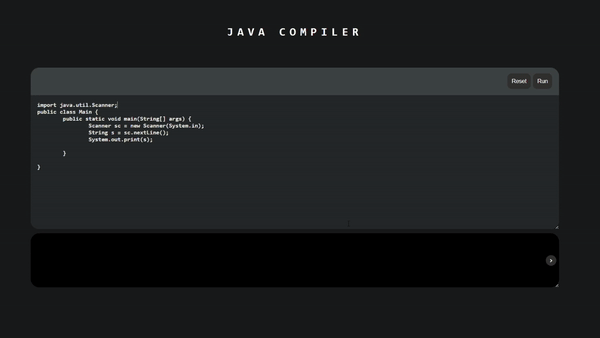 JAVA COMPILER
Reset Run
import java.util.Scanner;
public class Main {
public static void main(String[] args) {
Scanner sc = new Scanner(System.in);
String s = sc.nextLine();
System.out.print(s);
}
}
>